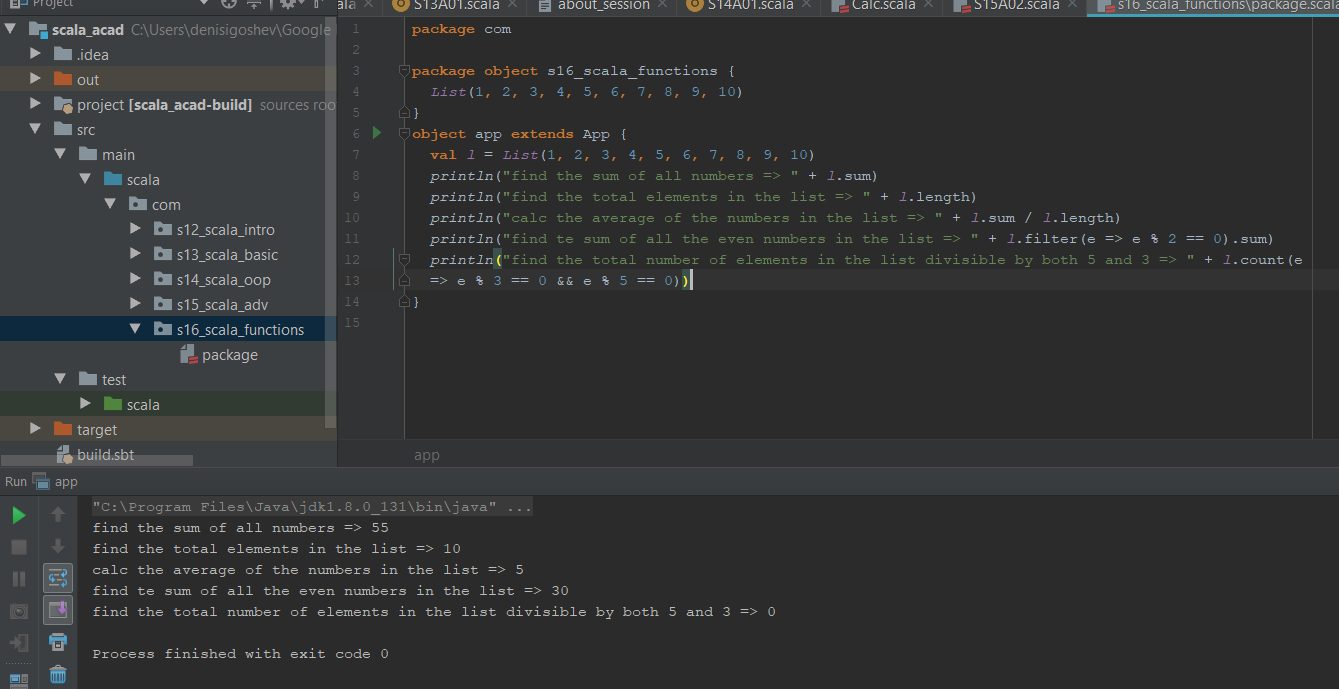 Project
ala
S13A01.scala
about_session
S14A01.scala
Calc.scala
S15A02.scala
s16_scala_functions\package.scala
scala_acad C:\Users\denisigoshev\Google
.idea
out
project [scala_acad-build] sources roo
src
main
scala
com
s12_scala_intro
s13_scala_basic
s14_scala_oop
s15_scala_adv
s16_scala_functions
package
test
scala
target
build.sbt
1 package com
2
3 package object s16_scala_functions {
4 List(1, 2, 3, 4, 5, 6, 7, 8, 9, 10)
5 }
6 object app extends App {
7 val l = List(1, 2, 3, 4, 5, 6, 7, 8, 9, 10)
8 println("find the sum of all numbers => " + l.sum)
9 println("find the total elements in the list => " + l.length)
10 println("calc the average of the numbers in the list => " + l.sum / l.length)
11 println("find te sum of all the even numbers in the list => " + l.filter(e => e % 2 == 0).sum)
12 println("find the total number of elements in the list divisible by both 5 and 3 => " + l.count(e
13 => e % 3 == 0 && e % 5 == 0))
14 }
15
app
Run app
"C:\Program Files\Java\jdk1.8.0_131\bin\java" ...
find the sum of all numbers => 55
find the total elements in the list => 10
calc the average of the numbers in the list => 5
find te sum of all the even numbers in the list => 30
find the total number of elements in the list divisible by both 5 and 3 => 0
Process finished with exit code 0